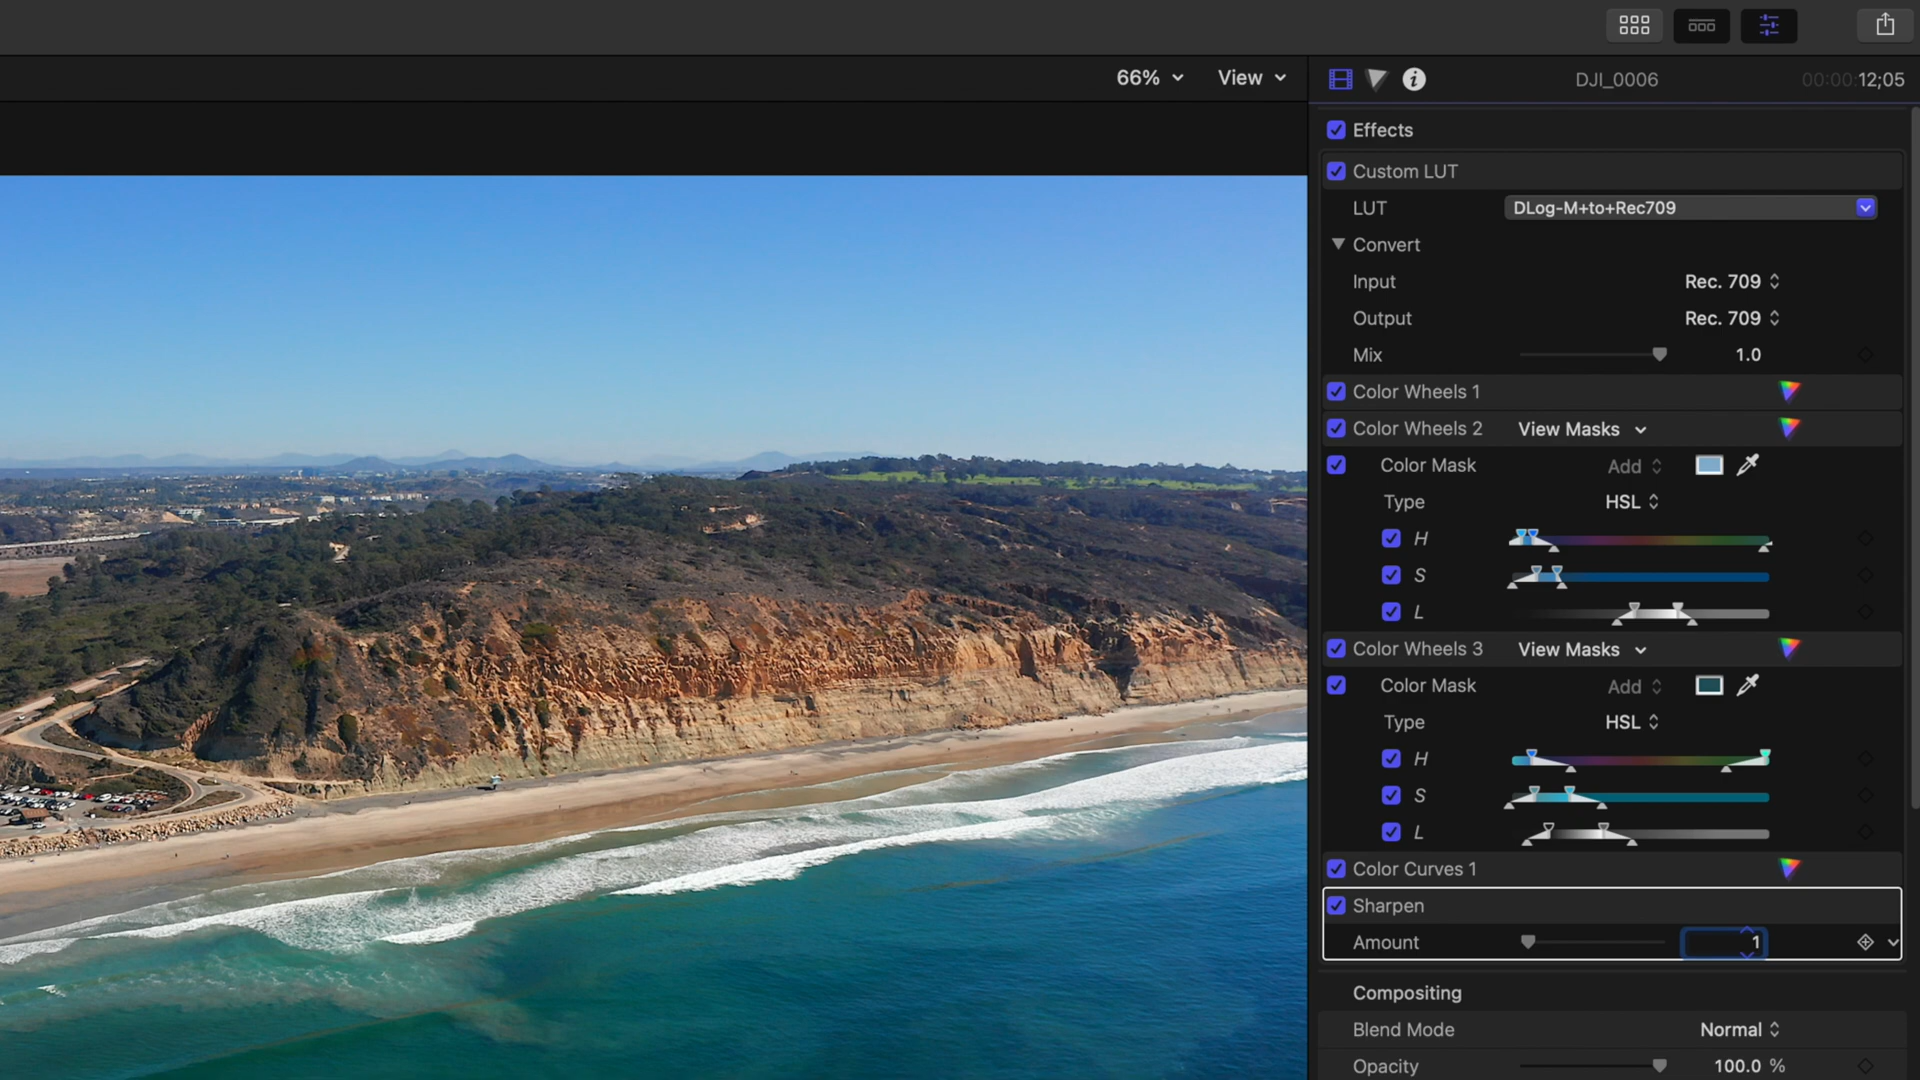 66% View DJI_0006 00:00:12;05
Effects
Custom LUT
LUT DLog-M+to+Rec709
Convert
Input Rec. 709
Output Rec. 709
Mix 1.0
Color Wheels 1
Color Wheels 2 View Masks
Color Mask Add
Type HSL
H
S
L
Color Wheels 3 View Masks
Color Mask Add
Type HSL
H
S
L
Color Curves 1
Sharpen
Amount 1
Compositing
Blend Mode Normal
Opacity 100.0 %